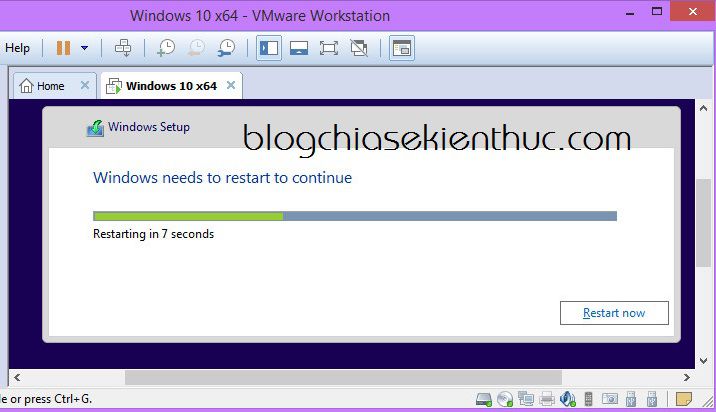 Windows 10 x64 - VMware Workstation
Help
Home
Windows 10 x64
Windows Setup
blogchiasekienthuc.com
Windows needs to restart to continue
Restarting in 7 seconds
Restart now
le or press Ctrl+G.